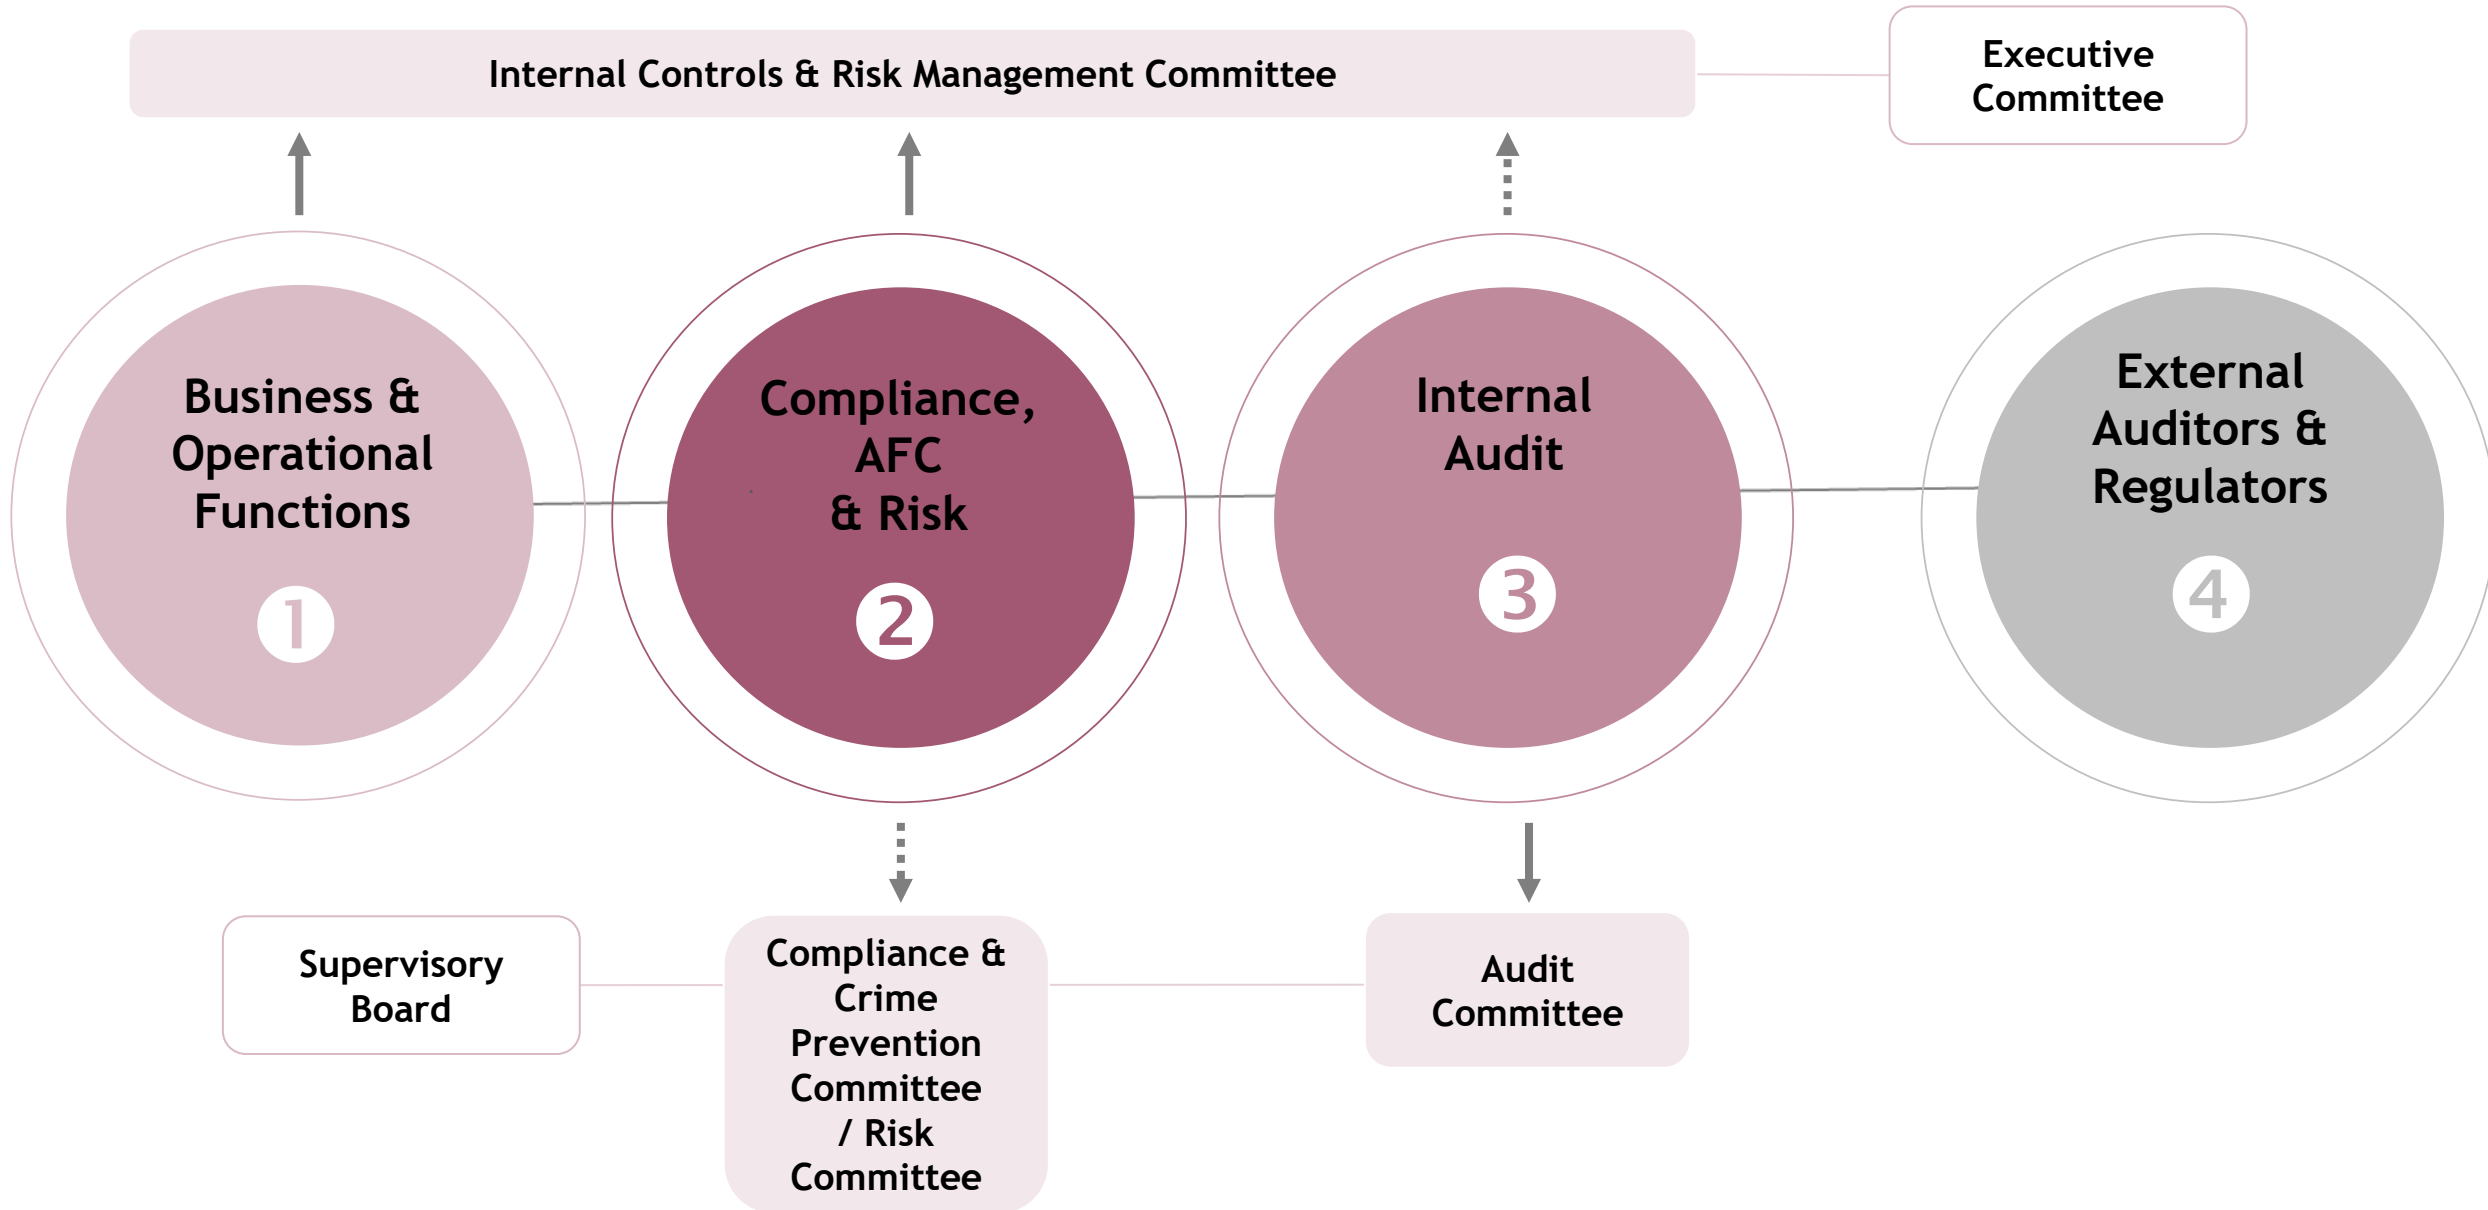 Internal Controls & Risk Management Committee
Executive
Committee
Business &
Operational
Functions
1
Compliance,
AFC
& Risk
2
Internal
Audit
3
External
Auditors &
Regulators
4
Supervisory
Board
Compliance &
Crime
Prevention
Committee
/ Risk
Committee
Audit
Committee